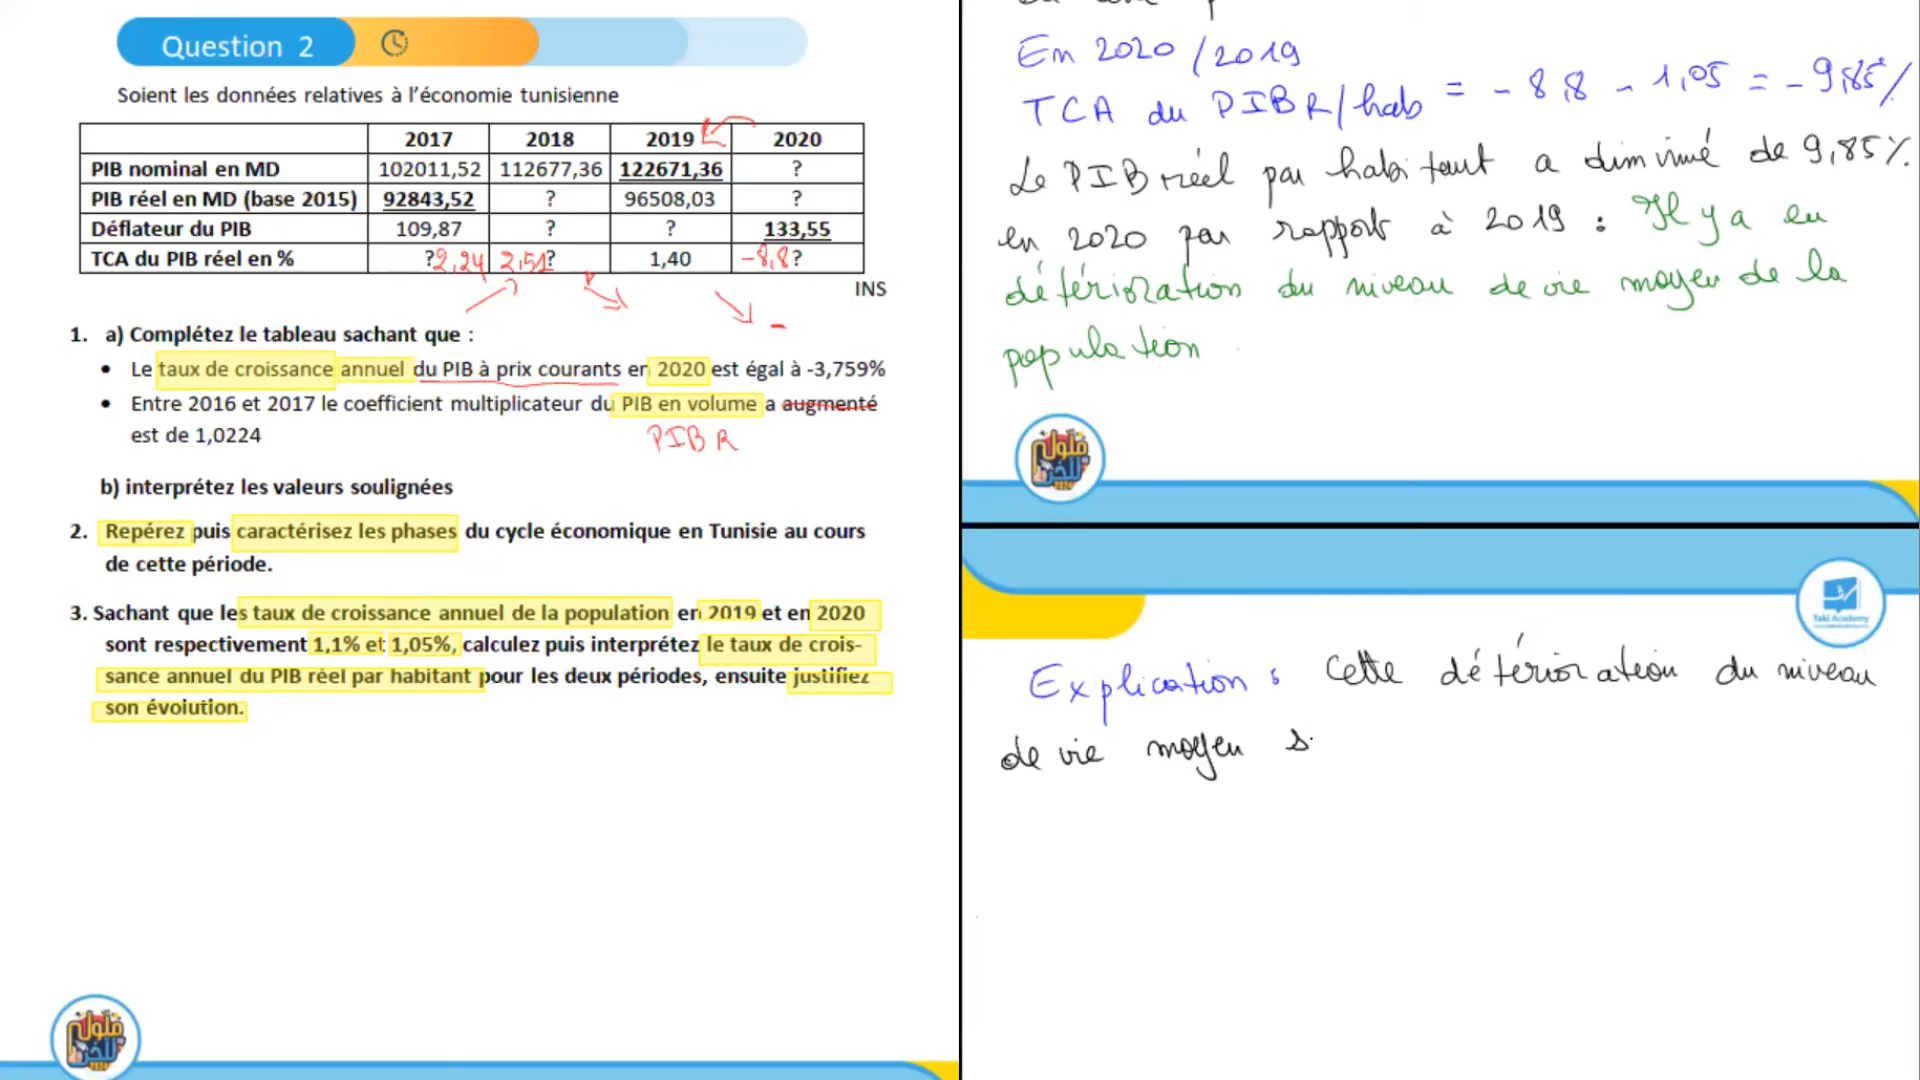 Question 2
Soient les données relatives à l'économie tunisienne
2017 2018 2019 2020
PIB nominal en MD 102011,52 112677,36 122671,36 ?
PIB réel en MD (base 2015) 92843,52 ? 96508,03 ?
Déflateur du PIB 109,87 ? ? 133,55
TCA du PIB réel en % ? 2,24 2,51 ? 1,40 -8,8 ?
INS
-
1. a) Complétez le tableau sachant que :
• Le taux de croissance annuel du PIB à prix courants en 2020 est égal à -3,759%
• Entre 2016 et 2017 le coefficient multiplicateur du PIB en volume a augmenté
est de 1,0224
PIB R
b) interprétez les valeurs soulignées
2. Repérez puis caractérisez les phases du cycle économique en Tunisie au cours
de cette période.
3. Sachant que les taux de croissance annuel de la population en 2019 et en 2020
sont respectivement 1,1% et 1,05%, calculez puis interprétez le taux de crois-
sance annuel du PIB réel par habitant pour les deux périodes, ensuite justifiez
son évolution.
En 2020 / 2019
TCA du PIB R / hab = - 8,8 - 1,05 = - 9,85 %
Le PIB réel par habitant a diminué de 9,85 %.
en 2020 par rapport à 2019 : Il y a eu
détérioration du niveau de vie moyen de la
population
Taki Academy
Explication : Cette détérioration du niveau
de vie moyen s